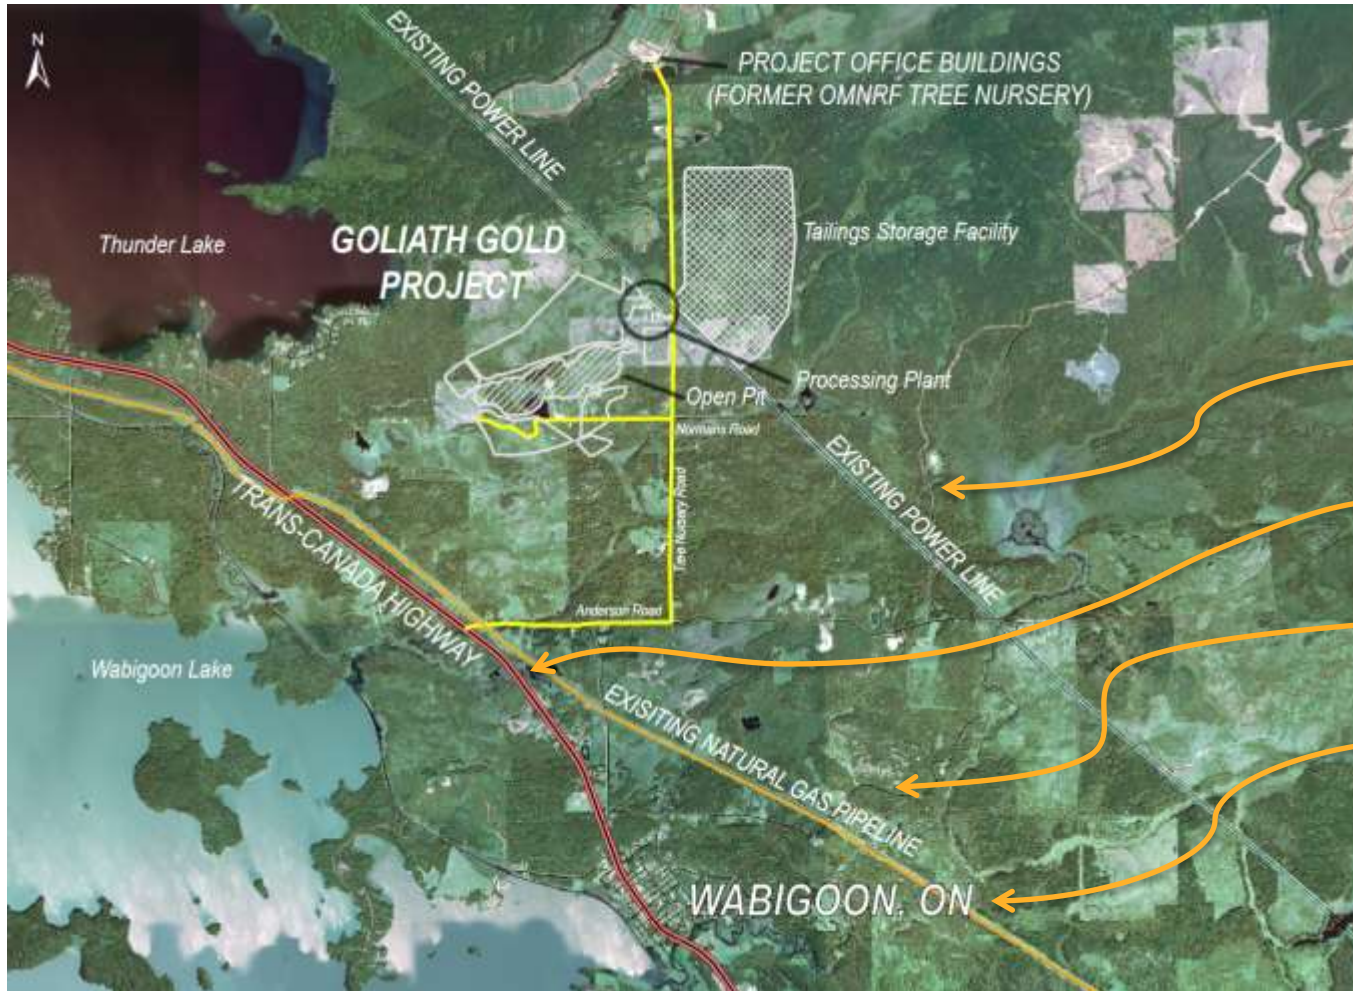 N
EXISTING POWER LINE
PROJECT OFFICE BUILDINGS
(FORMER OMNRF TREE NURSERY)
Thunder Lake
GOLIATH GOLD
PROJECT
Tailings Storage Facility
Processing Plant
Open Pit
Normans Road
EXISTING POWER LINE
TRANS-CANADA HIGHWAY
Tree Nursery Road
Anderson Road
Wabigoon Lake
EXISITING NATURAL GAS PIPELINE
WABIGOON, ON